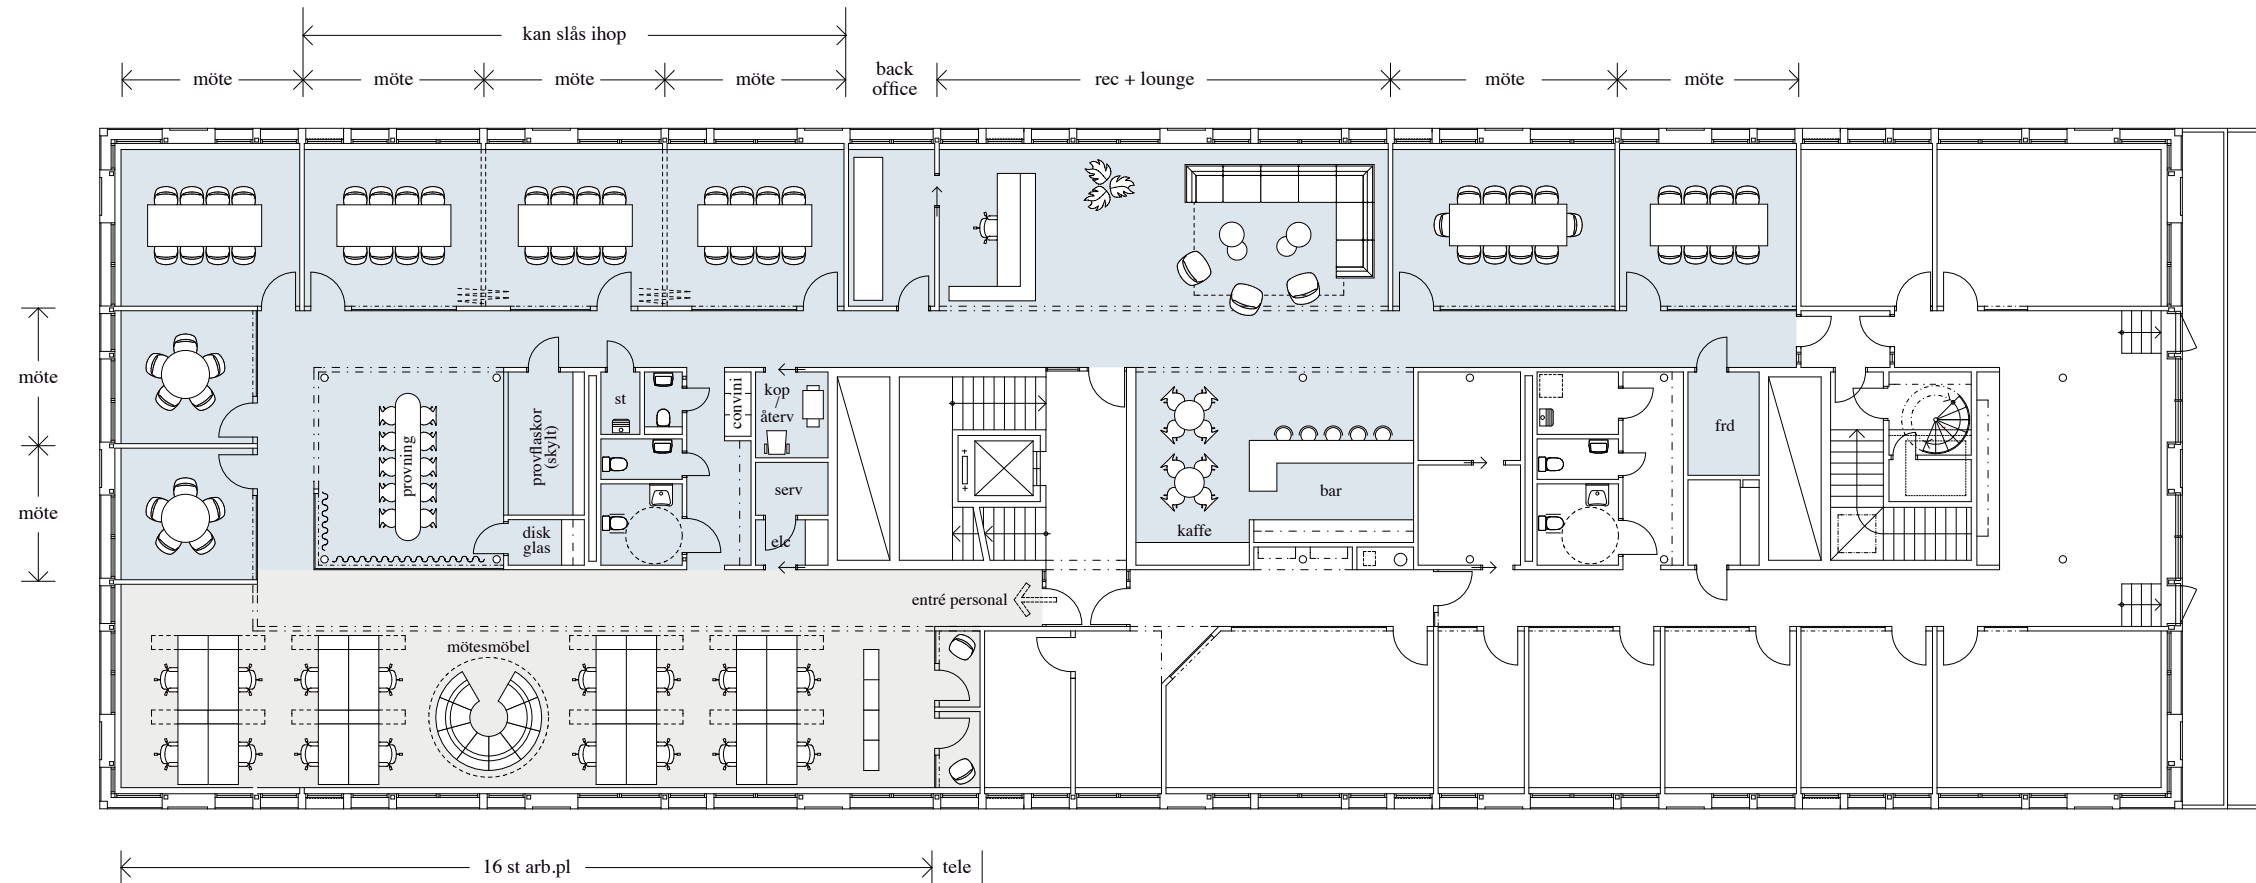 kan slås ihop
möte
möte
möte
möte
back
office
rec + lounge
möte
möte
möte
möte
provning
provflaskor
(skylt)
disk
glas
st
convini
kop
/
återv
serv
elc
kaffe
bar
frd
entré personal
mötesmöbel
16 st arb.pl
tele